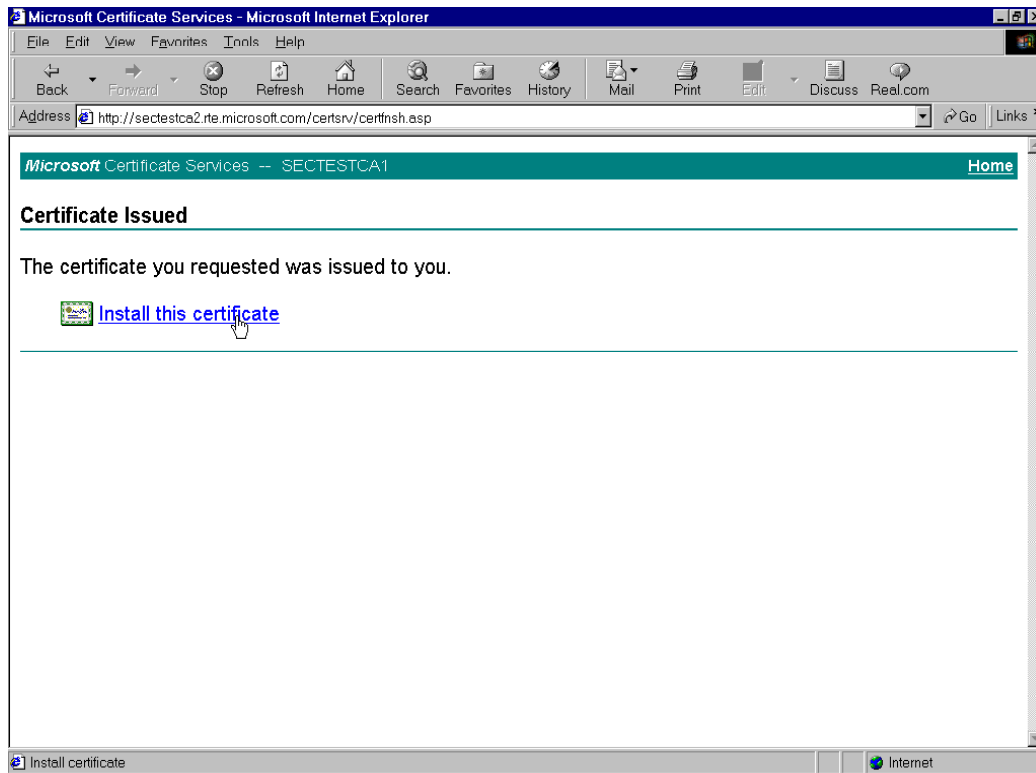 Microsoft Certificate Services - Microsoft Internet Explorer
File Edit View Favorites Tools Help
Back Forward Stop Refresh Home Search Favorites History Mail Print Edit Discuss Real.com
Address http://sectestca2.rte.microsoft.com/certsrv/certfnsh.asp Go Links
Microsoft Certificate Services -- SECTESTCA1 Home
Certificate Issued
The certificate you requested was issued to you.
Install this certificate
Install certificate Internet